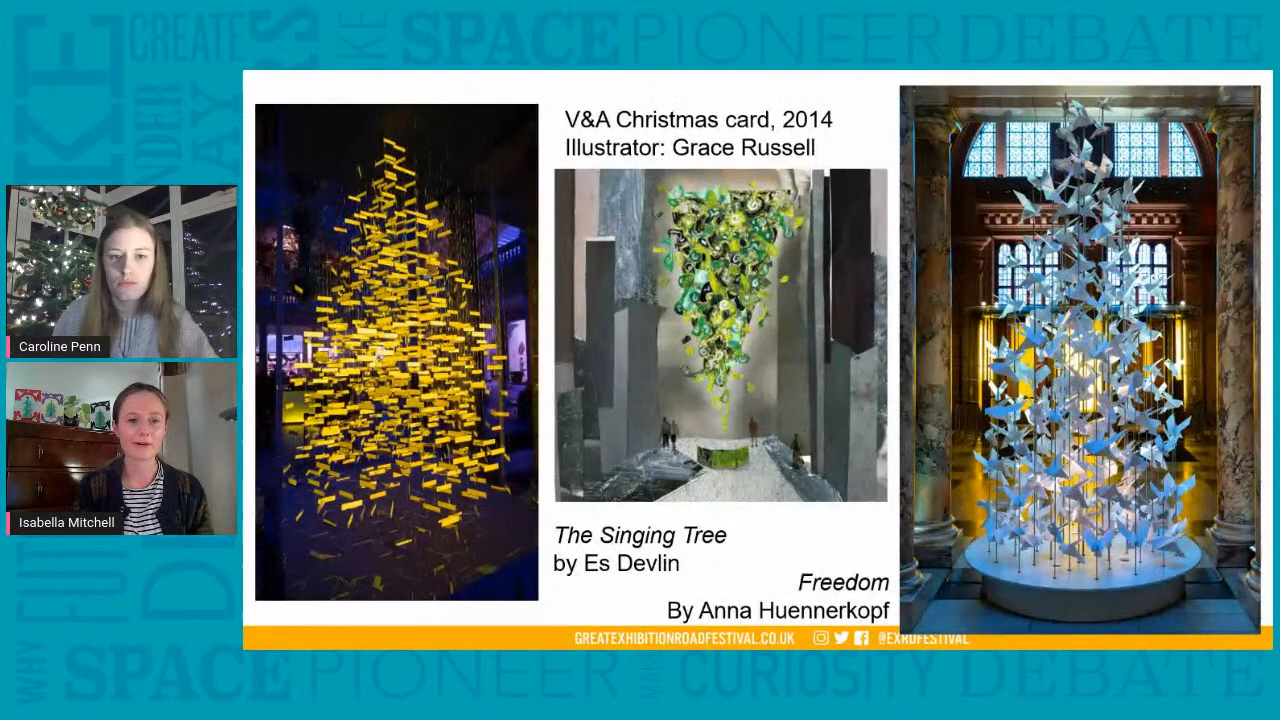 CREATE
SPACE PIONEER DEBATE
V&A Christmas card, 2014
Illustrator: Grace Russell
Caroline Penn
Isabella Mitchell
The Singing Tree
by Es Devlin
Freedom
By Anna Huennerkopf
GREATEXHIBITIONROADFESTIVAL.CO.UK @EXRDFESTIVAL
WHY
SPACE PIONEER CURIOSITY DEBATE